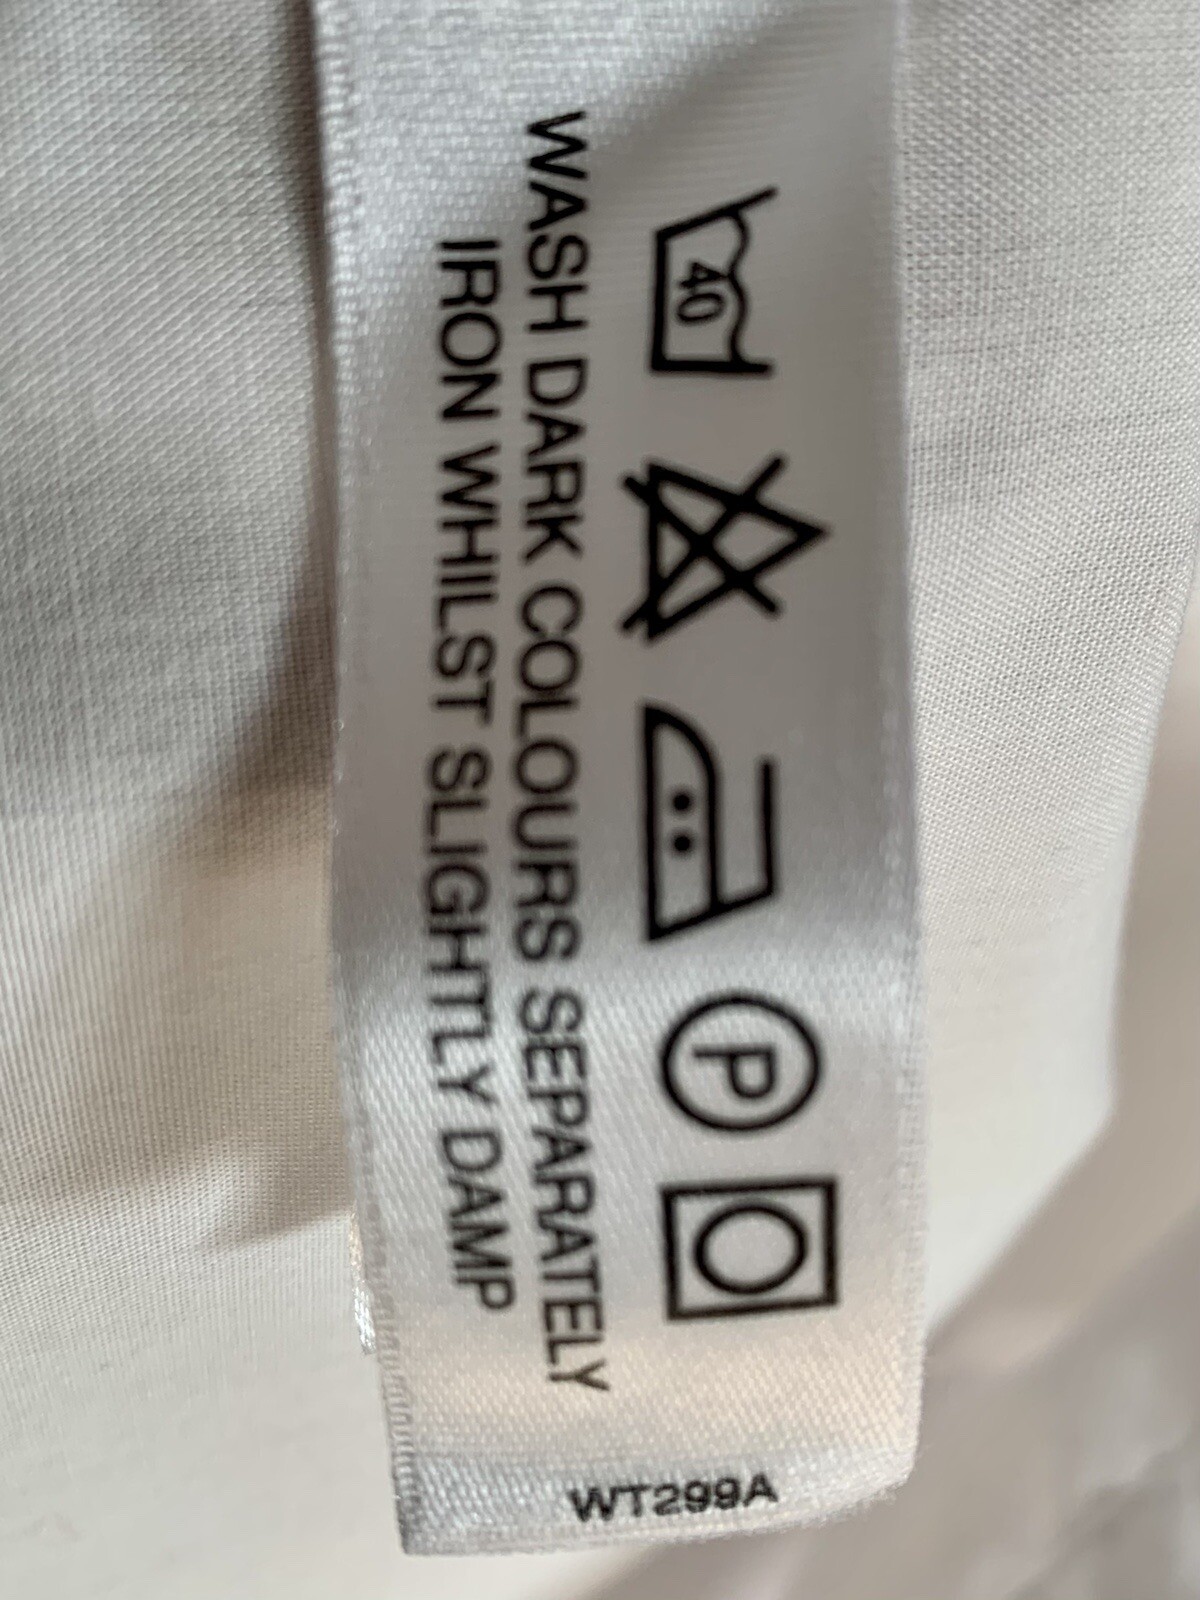 40
P
WASH DARK COLOURS SEPARATELY
IRON WHILST SLIGHTLY DAMP
WT299A